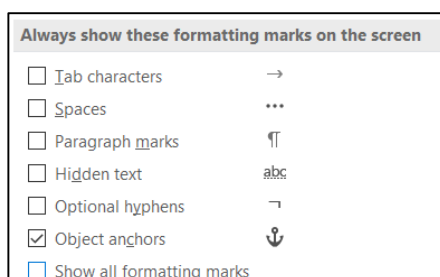 Always show these formatting marks on the screen
Tab characters →
Spaces •••
Paragraph marks ¶
Hidden text abc
Optional hyphens ¬
Object anchors ⚓
Show all formatting marks